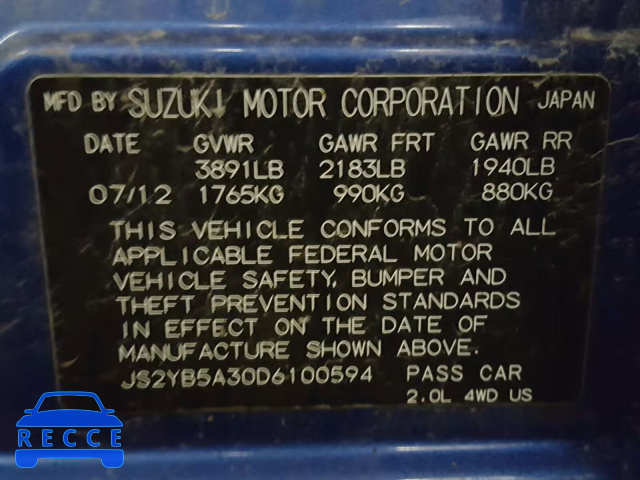 MFD BY SUZUKI MOTOR CORPORATION JAPAN
DATE GVWR GAWR FRT GAWR RR
3891LB 2183LB 1940LB
07/12 1765KG 990KG 880KG
THIS VEHICLE CONFORMS TO ALL
APPLICABLE FEDERAL MOTOR
VEHICLE SAFETY, BUMPER AND
THEFT PREVENTION STANDARDS
IN EFFECT ON THE DATE OF
MANUFACTURE SHOWN ABOVE.
JS2YB5A30D6100594 PASS CAR
2.0L 4WD US
RECCE